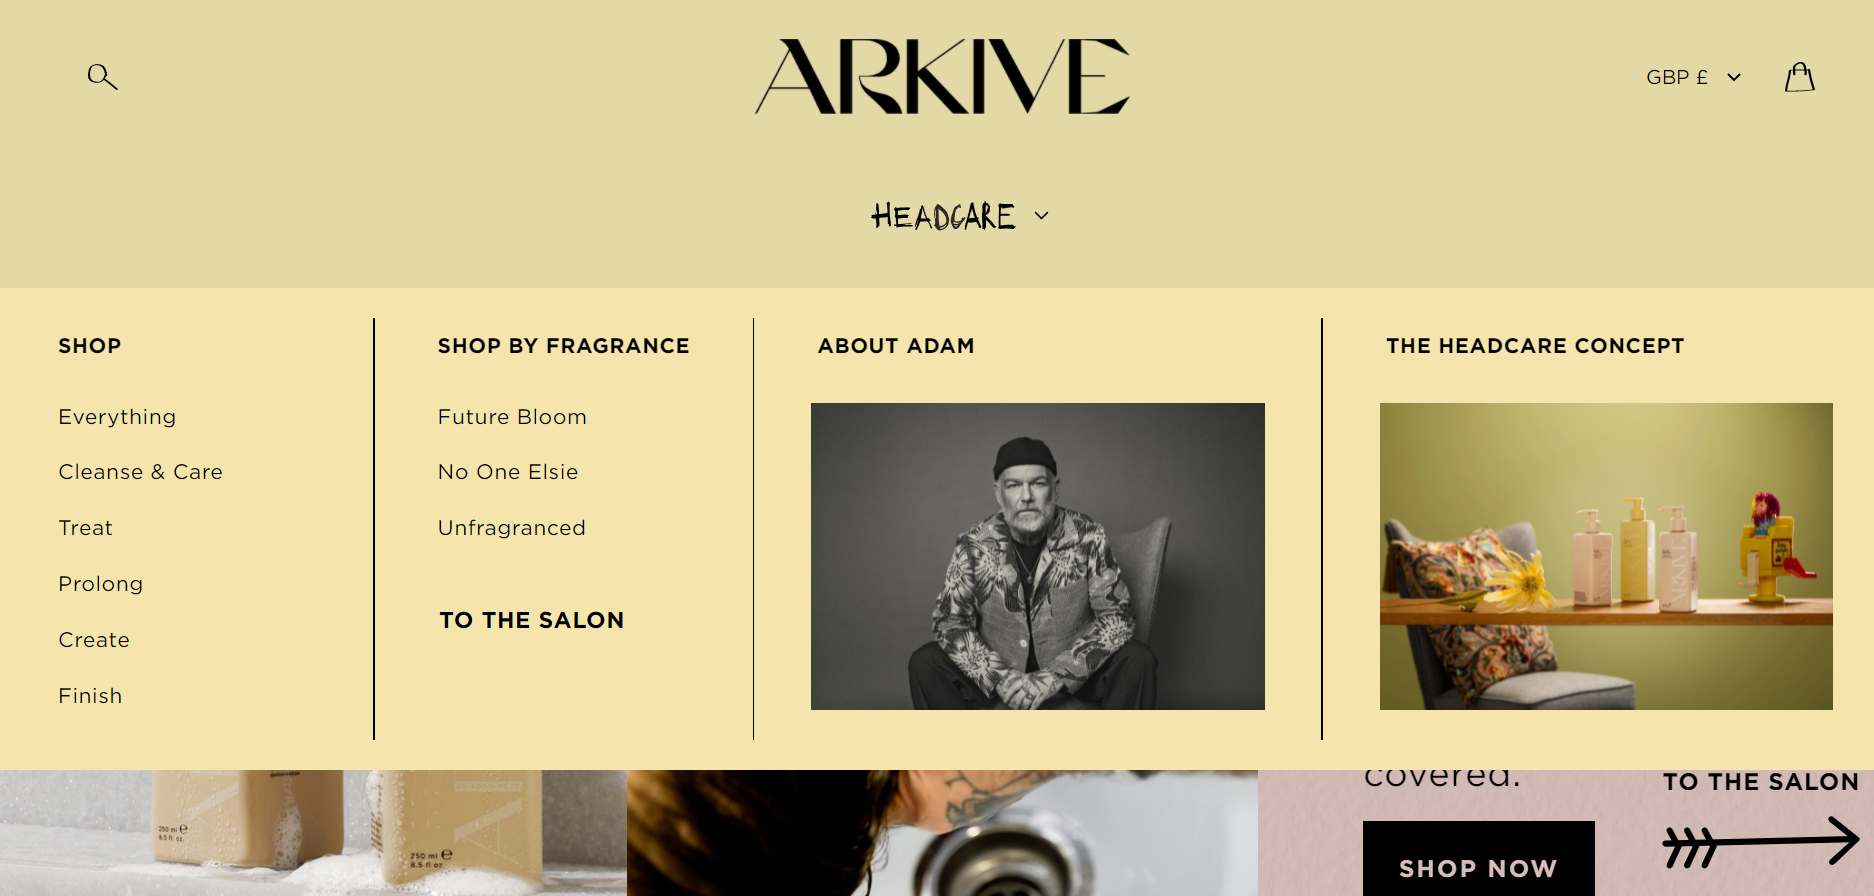 ARKIVE
GBP £
HEADCARE
SHOP
Everything
Cleanse & Care
Treat
Prolong
Create
Finish
SHOP BY FRAGRANCE
Future Bloom
No One Elsie
Unfragranced
TO THE SALON
ABOUT ADAM
THE HEADCARE CONCEPT
ARKIVE
250 ml e
8.5 fl oz.
250 ml e
8.5 fl oz
covered.
SHOP NOW
TO THE SALON